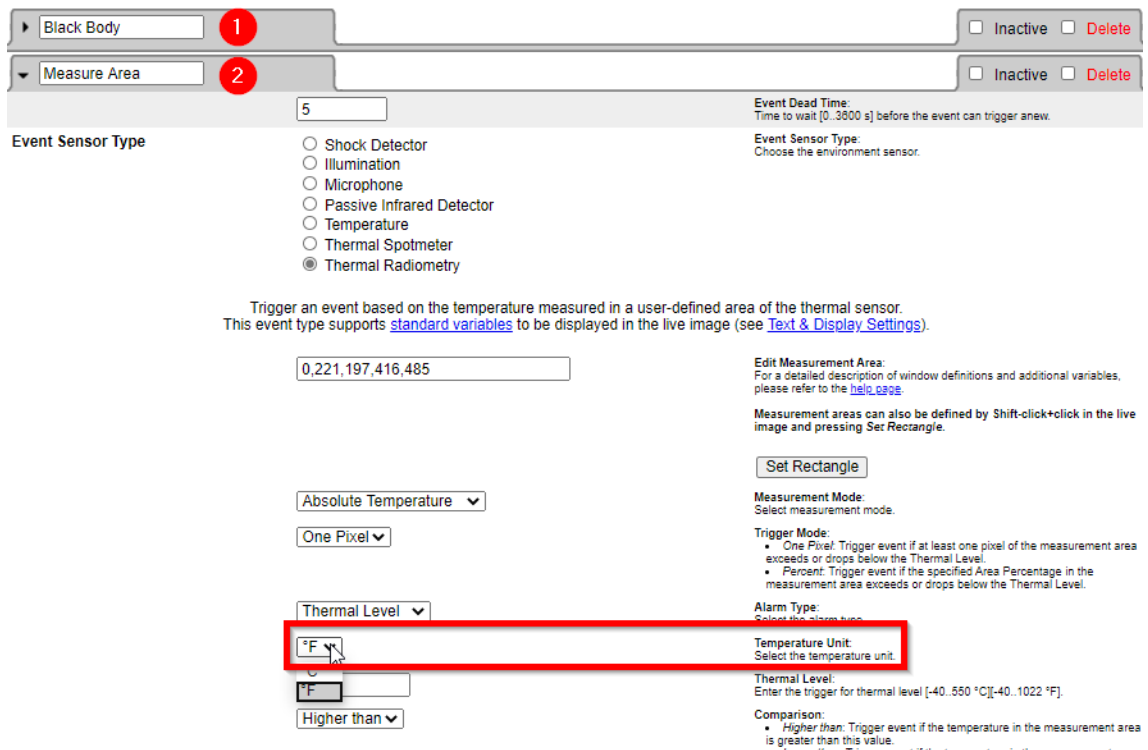 Black Body 1 Inactive Delete
Measure Area 2 Inactive Delete
5 Event Dead Time:
Time to wait [0..3600 s] before the event can trigger anew.
Event Sensor Type
Shock Detector
Illumination
Microphone
Passive Infrared Detector
Temperature
Thermal Spotmeter
Thermal Radiometry
Event Sensor Type:
Choose the environment sensor.
Trigger an event based on the temperature measured in a user-defined area of the thermal sensor.
This event type supports standard variables to be displayed in the live image (see Text & Display Settings).
0,221,197,416,485
Edit Measurement Area:
For a detailed description of window definitions and additional variables,
please refer to the help page.
Measurement areas can also be defined by Shift-click+click in the live
image and pressing Set Rectangle.
Set Rectangle
Absolute Temperature
Measurement Mode:
Select measurement mode.
One Pixel
Trigger Mode:
• One Pixel: Trigger event if at least one pixel of the measurement area
exceeds or drops below the Thermal Level.
• Percent: Trigger event if the specified Area Percentage in the
measurement area exceeds or drops below the Thermal Level.
Thermal Level
Alarm Type:
Select the alarm type.
°F
Temperature Unit:
Select the temperature unit.
°F
Thermal Level:
Enter the trigger for thermal level [-40..550 °C][-40..1022 °F].
Higher than
Comparison:
• Higher than: Trigger event if the temperature in the measurement area
is greater than this value.